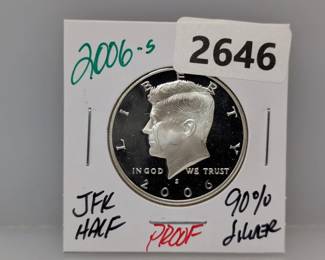 2006-S
2646
LIBERTY
IN GOD WE TRUST
S
2006
JFK
HALF
PROOF
90%
SILVER